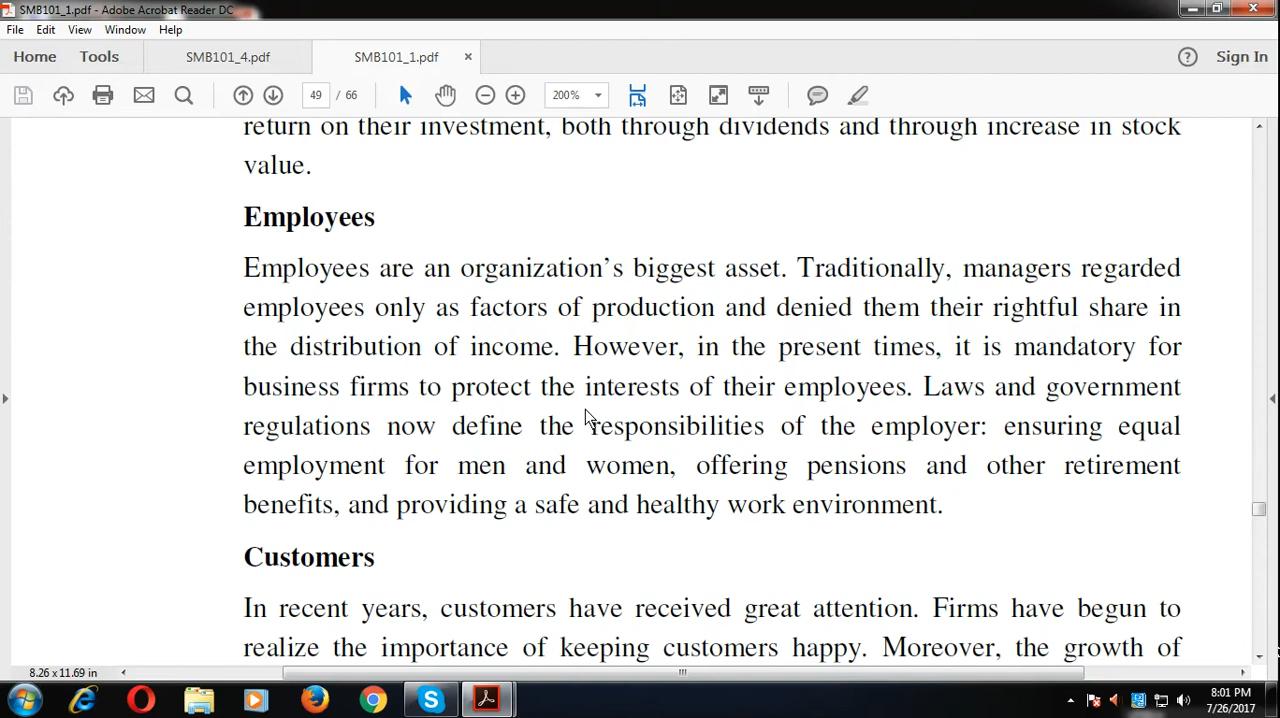 SMB101_1.pdf - Adobe Acrobat Reader DC
File Edit View Window Help
Home Tools SMB101_4.pdf SMB101_1.pdf × ? Sign In
49 / 66 200%
return on their investment, both through dividends and through increase in stock
value.
Employees
Employees are an organization’s biggest asset. Traditionally, managers regarded
employees only as factors of production and denied them their rightful share in
the distribution of income. However, in the present times, it is mandatory for
business firms to protect the interests of their employees. Laws and government
regulations now define the responsibilities of the employer: ensuring equal
employment for men and women, offering pensions and other retirement
benefits, and providing a safe and healthy work environment.
Customers
In recent years, customers have received great attention. Firms have begun to
realize the importance of keeping customers happy. Moreover, the growth of
8.26 x 11.69 in
8:01 PM
7/26/2017